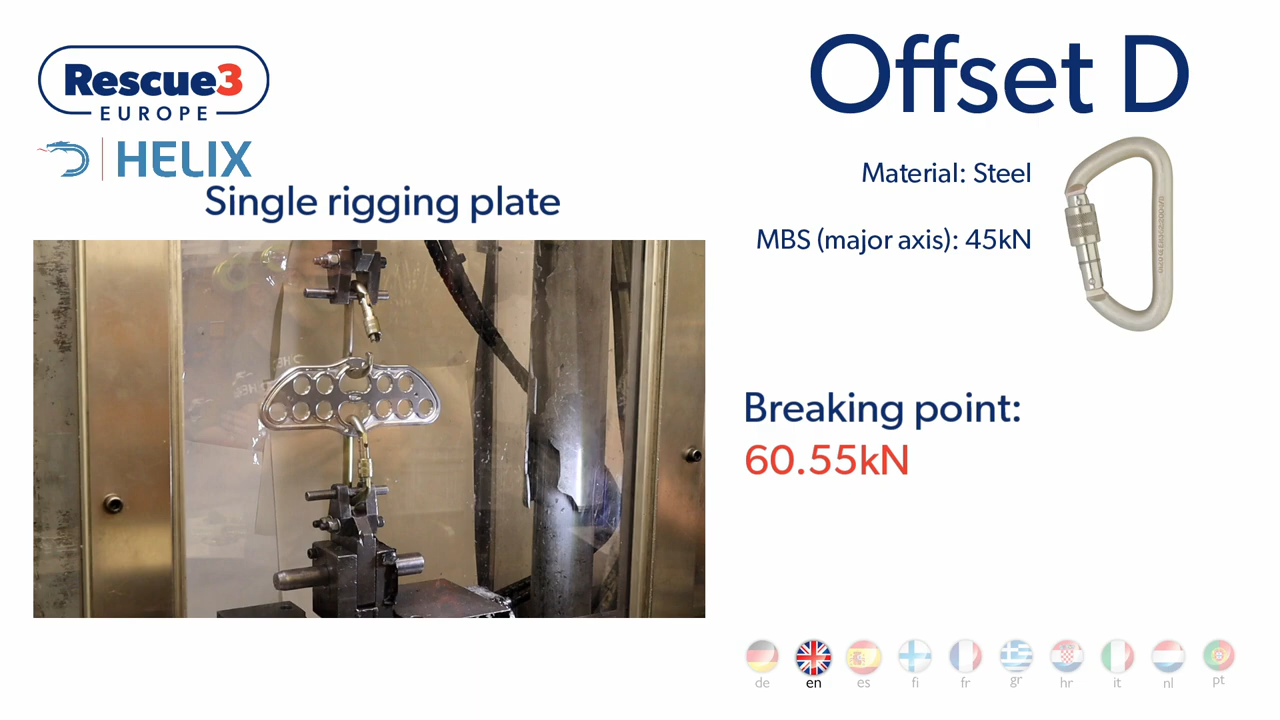 Rescue3
EUROPE
HELIX
Single rigging plate
Offset D
Material: Steel
MBS (major axis): 45kN
Breaking point:
60.55kN
de en es fi fr gr hr it nl pt